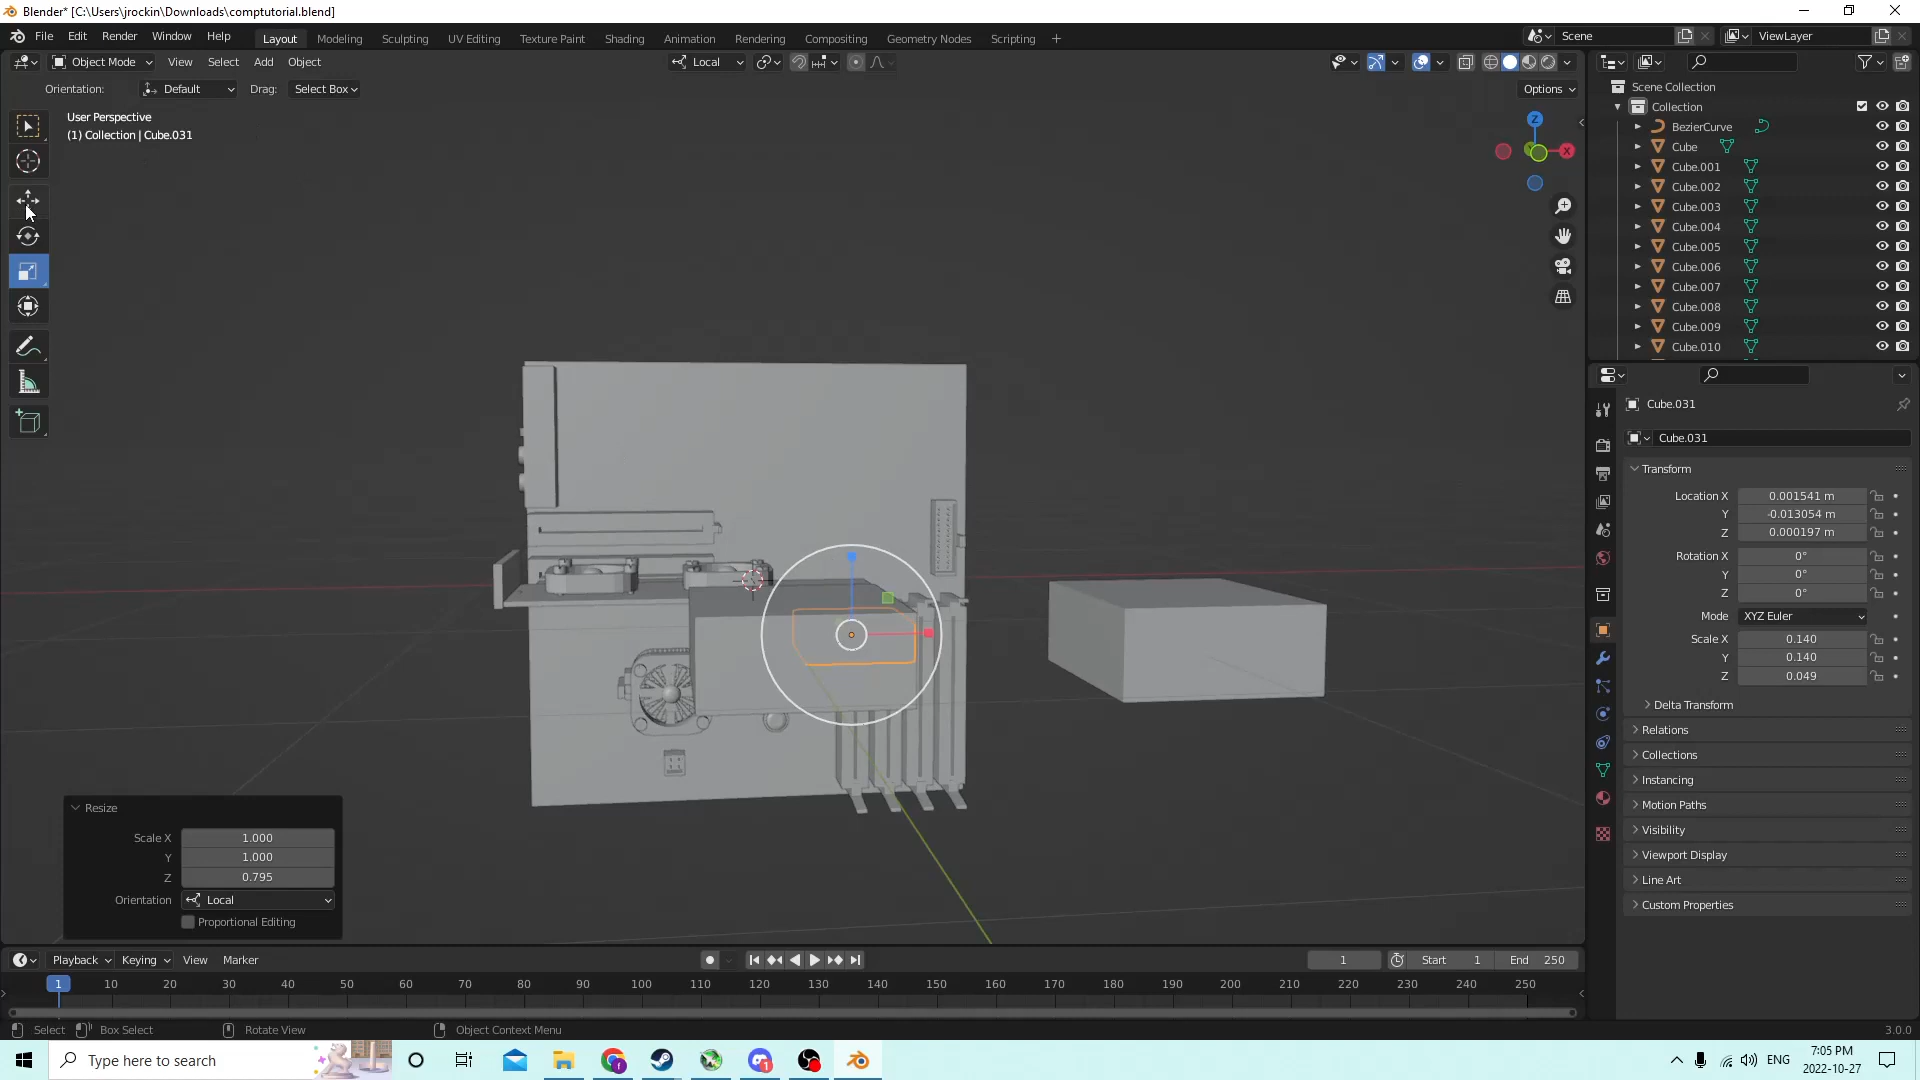 Blender* [C:\Users\jrockin\Downloads\comptutorial.blend]
File Edit Render Window Help Layout Modeling Sculpting UV Editing Texture Paint Shading Animation Rendering Compositing Geometry Nodes Scripting + Scene ViewLayer
Object Mode View Select Add Object Local
Orientation: Default Drag: Select Box Options
User Perspective
(1) Collection | Cube.031
Z
X
Scene Collection
Collection
BezierCurve
Cube
Cube.001
Cube.002
Cube.003
Cube.004
Cube.005
Cube.006
Cube.007
Cube.008
Cube.009
Cube.010
Cube.031
Cube.031
Transform
Location X 0.001541 m
Y -0.013054 m
Z 0.000197 m
Rotation X 0°
Y 0°
Z 0°
Mode XYZ Euler
Scale X 0.140
Y 0.140
Z 0.049
Delta Transform
Relations
Collections
Instancing
Motion Paths
Visibility
Viewport Display
Line Art
Custom Properties
Resize
Scale X 1.000
Y 1.000
Z 0.795
Orientation Local
Proportional Editing
Playback Keying View Marker 1 Start 1 End 250
1 10 20 30 40 50 60 70 80 90 100 110 120 130 140 150 160 170 180 190 200 210 220 230 240 250
Select Box Select Rotate View Object Context Menu 3.0.0
Type here to search
1
ENG
7:05 PM
2022-10-27